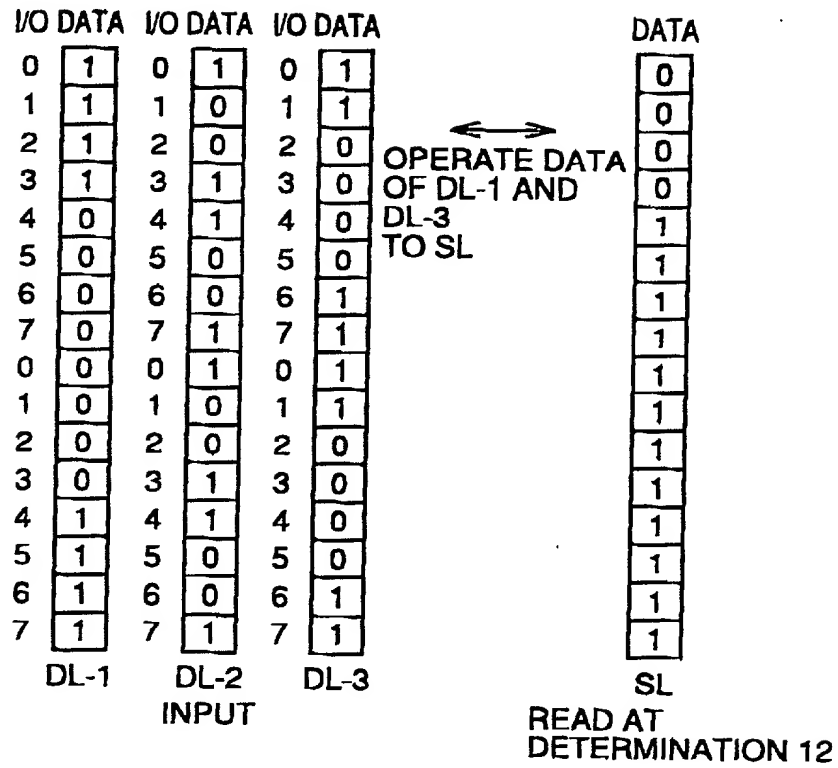 I/O DATA I/O DATA I/O DATA DATA
0 1 0 1 0 1 0
1 1 1 0 1 1 0
2 1 2 0 2 0 0
3 1 3 1 3 0 0
4 0 4 1 4 0 1
5 0 5 0 5 0 1
6 0 6 0 6 1 1
7 0 7 1 7 1 1
0 0 0 1 0 1 1
1 0 1 0 1 1 1
2 0 2 0 2 0 1
3 0 3 1 3 0 1
4 1 4 1 4 0 1
5 1 5 0 5 0 1
6 1 6 0 6 1 1
7 1 7 1 7 1 1
OPERATE DATA
OF DL-1 AND
DL-3
TO SL
DL-1 DL-2 DL-3 SL
INPUT
READ AT
DETERMINATION 12